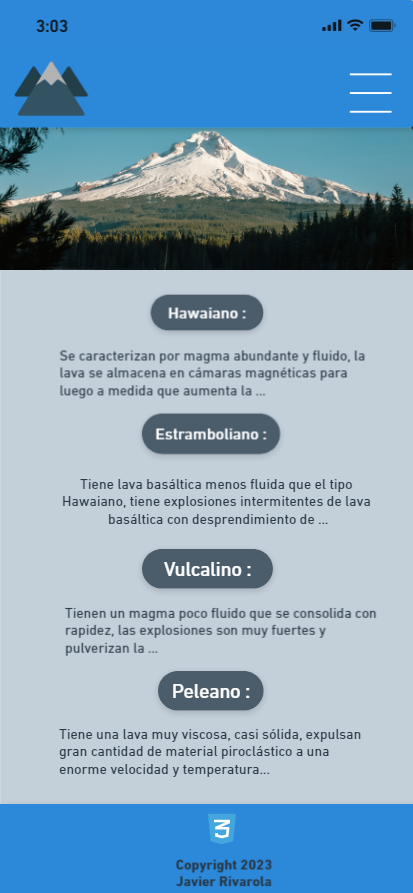 3:03
Hawaiano :
Se caracterizan por magma abundante y fluido, la
lava se almacena en cámaras magnéticas para
luego a medida que aumenta la ...
Estramboliano :
Tiene lava basáltica menos fluida que el tipo
Hawaiano, tiene explosiones intermitentes de lava
basáltica con desprendimiento de ...
Vulcalino :
Tienen un magma poco fluido que se consolida con
rapidez, las explosiones son muy fuertes y
pulverizan la ...
Peleano :
Tiene una lava muy viscosa, casi sólida, expulsan
gran cantidad de material piroclástico a una
enorme velocidad y temperatura...
Copyright 2023
Javier Rivarola